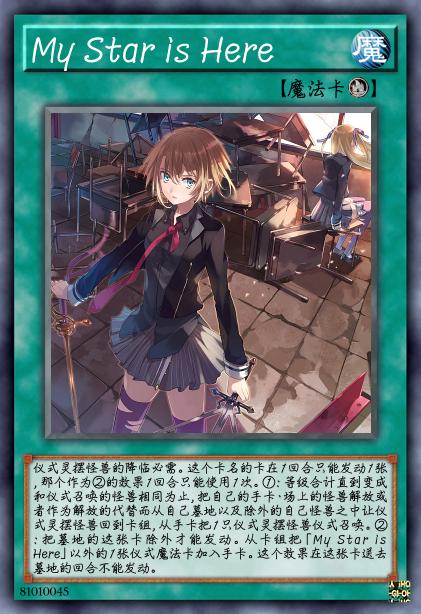 My Star is Here
魔
【魔法卡】
仪式灵摆怪兽的降临必需。这个卡名的卡在1回合只能发动1张
,那个作为②的效果1回合只能使用1次。①:等级合计直到变成
和仪式召唤的怪兽相同为止,把自己的手卡·场上的怪兽解放或
者作为解放的代替而从自己墓地以及除外的自己怪兽之中让仪
式灵摆怪兽回到卡组,从手卡把1只仪式灵摆怪兽仪式召唤。②
:把墓地的这张卡除外才能发动。从卡组把「My Star is
Here」以外的1张仪式魔法卡加入手卡。这个效果在这张卡送去
墓地的回合不能发动。
81010045